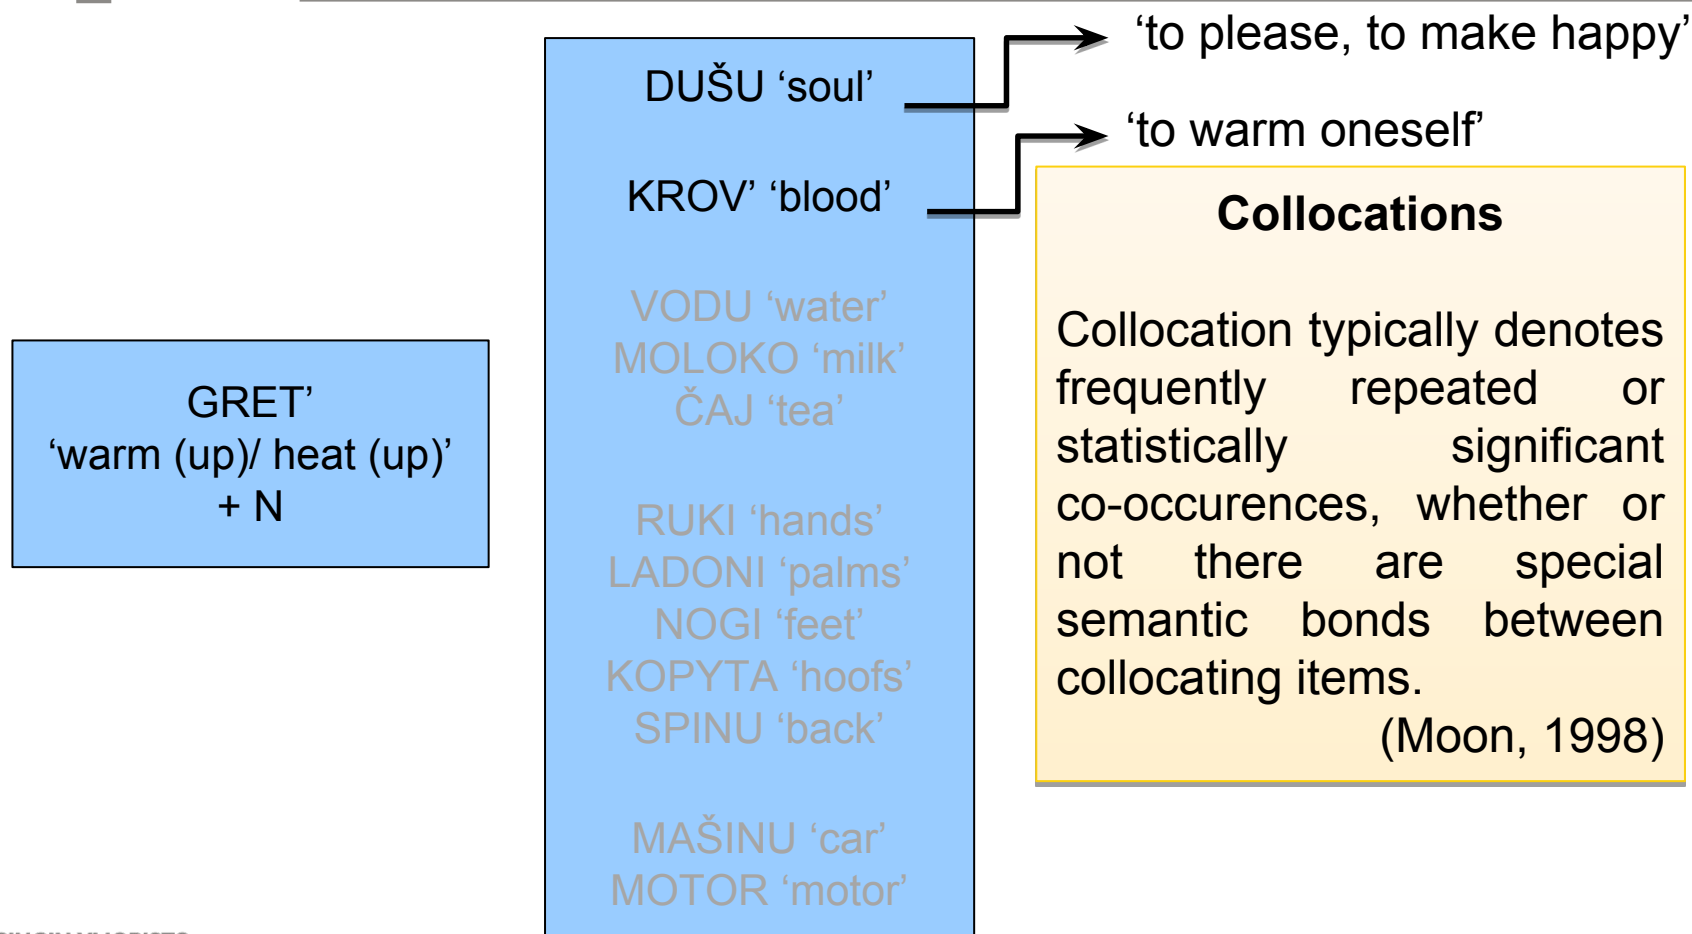 GRET’
‘warm (up)/ heat (up)’
+ N
DUŠU ‘soul’
KROV’ ‘blood’
VODU ‘water’
MOLOKO ‘milk’
ČAJ ‘tea’
RUKI ‘hands’
LADONI ‘palms’
NOGI ‘feet’
KOPYTA ‘hoofs’
SPINU ‘back’
MAŠINU ‘car’
MOTOR ‘motor’
‘to please, to make happy’
‘to warm oneself’
Collocations
Collocation typically denotes
frequently repeated or
statistically significant
co-occurences, whether or
not there are special
semantic bonds between
collocating items.
(Moon, 1998)